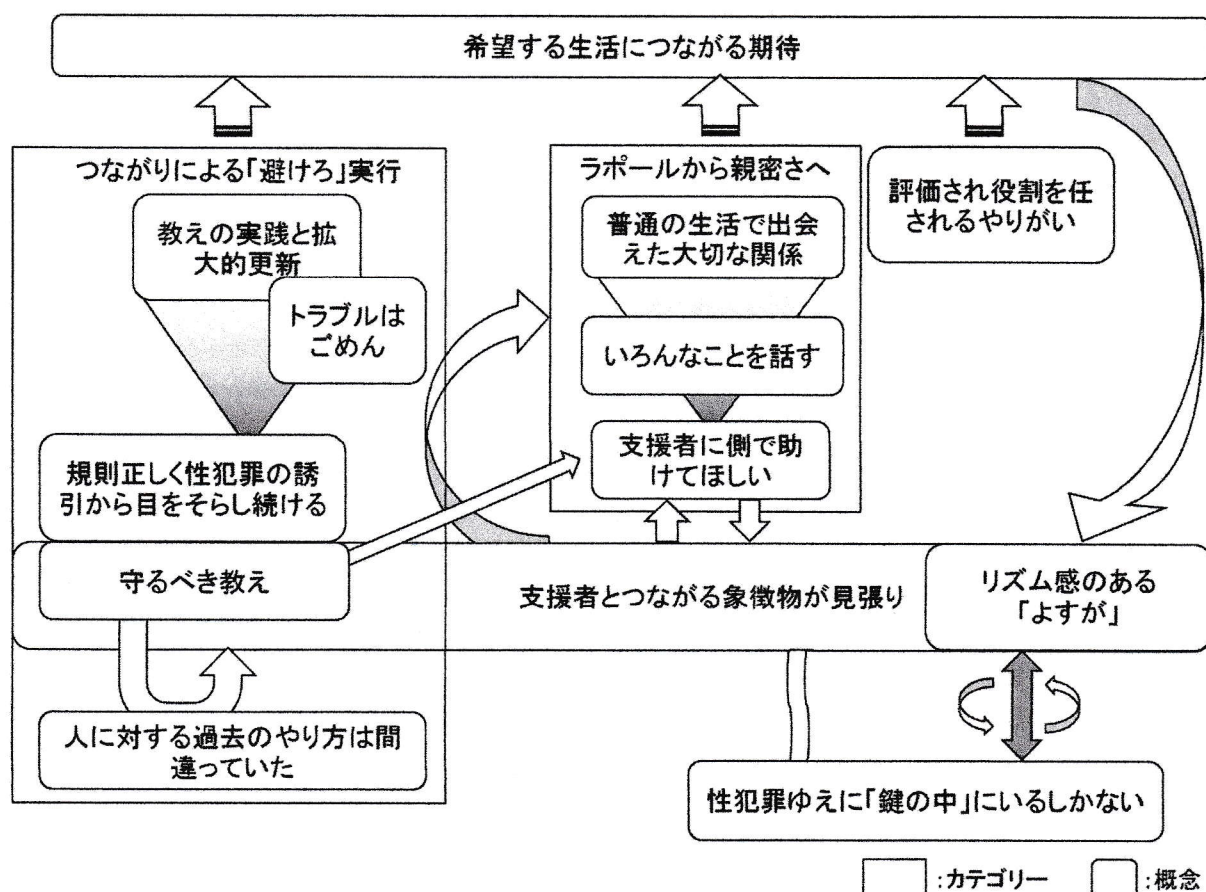 希望する生活につながる期待
つながりによる「避けろ」実行
教えの実践と拡
大的更新
トラブルは
ごめん
規則正しく性犯罪の誘
引から目をそらし続ける
守るべき教え
人に対する過去のやり方は間
違っていた
ラポールから親密さへ
普通の生活で出会
えた大切な関係
いろんなことを話す
支援者に側で助
けてほしい
評価され役割を任
されるやりがい
支援者とつながる象徴物が見張り
リズム感のある
「よすが」
性犯罪ゆえに「鍵の中」にいるしかない
:カテゴリー
:概念